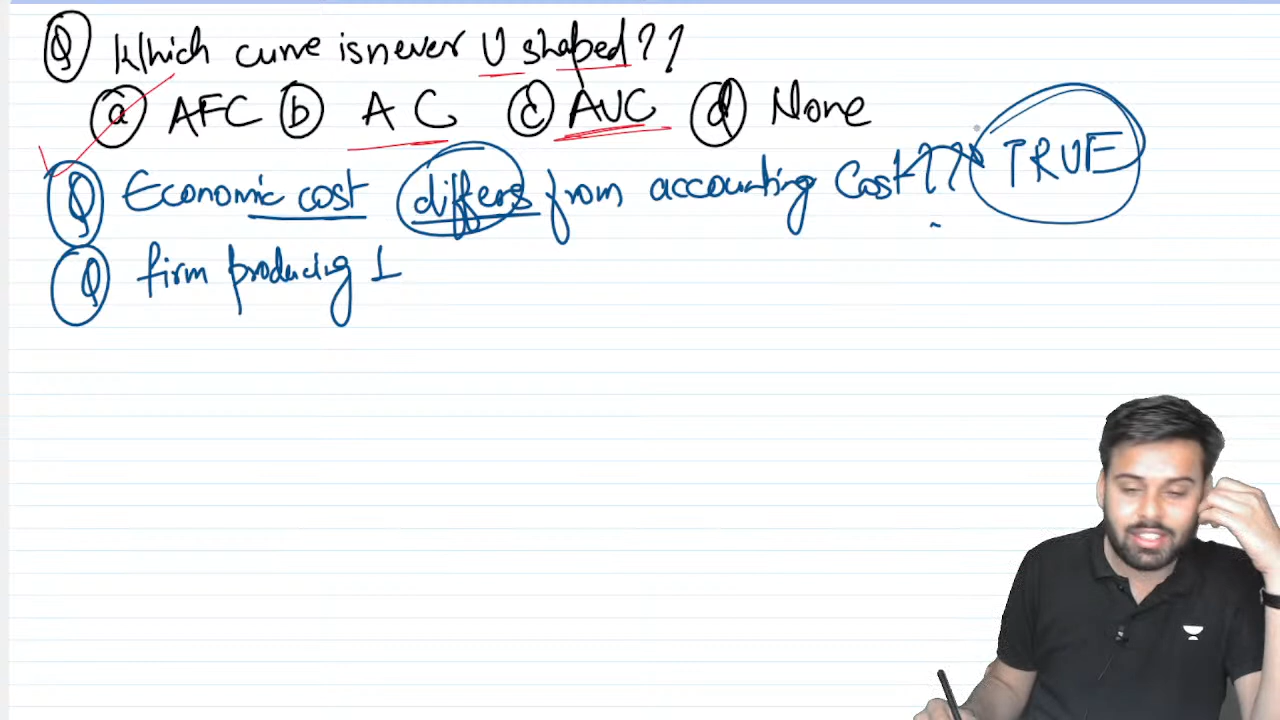 Q Which curve is never U shaped??
a AFC b AC c AVC d None
Q Economic cost differs from accounting Cost?? TRUE
Q firm producing 1